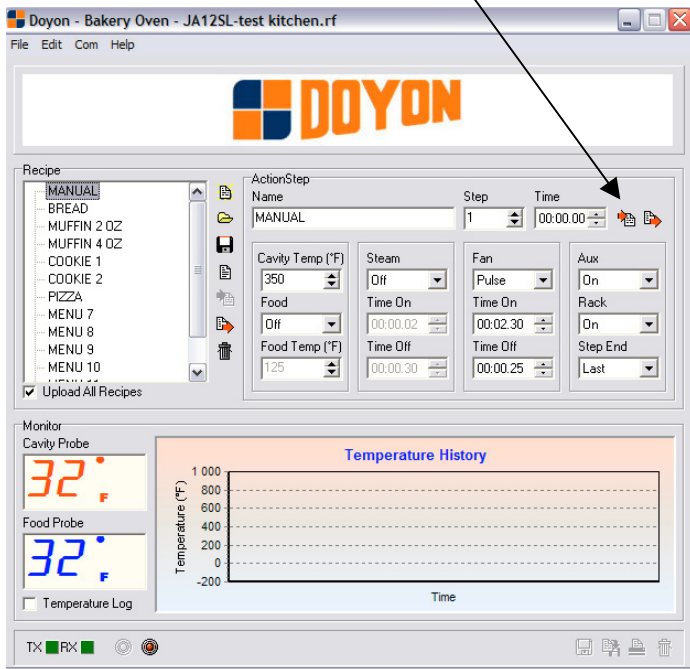 Doyon - Bakery Oven - JA12SL-test kitchen.rf
File Edit Com Help
DOYON
Recipe
MANUAL
BREAD
MUFFIN 2 OZ
MUFFIN 4 OZ
COOKIE 1
COOKIE 2
PIZZA
MENU 7
MENU 8
MENU 9
MENU 10
Upload All Recipes
ActionStep
Name Step Time
MANUAL 1 00:00.00
Cavity Temp (°F)
350
Food
Off
Food Temp (°F)
125
Steam
Off
Time On
00:00.02
Time Off
00:00.30
Fan
Pulse
Time On
00:02.30
Time Off
00:00.25
Aux
On
Rack
On
Step End
Last
Monitor
Cavity Probe
32°F
Food Probe
32°F
Temperature Log
Temperature History
Temperature (°F)
1 000
800
600
400
200
0
-200
Time
TX RX